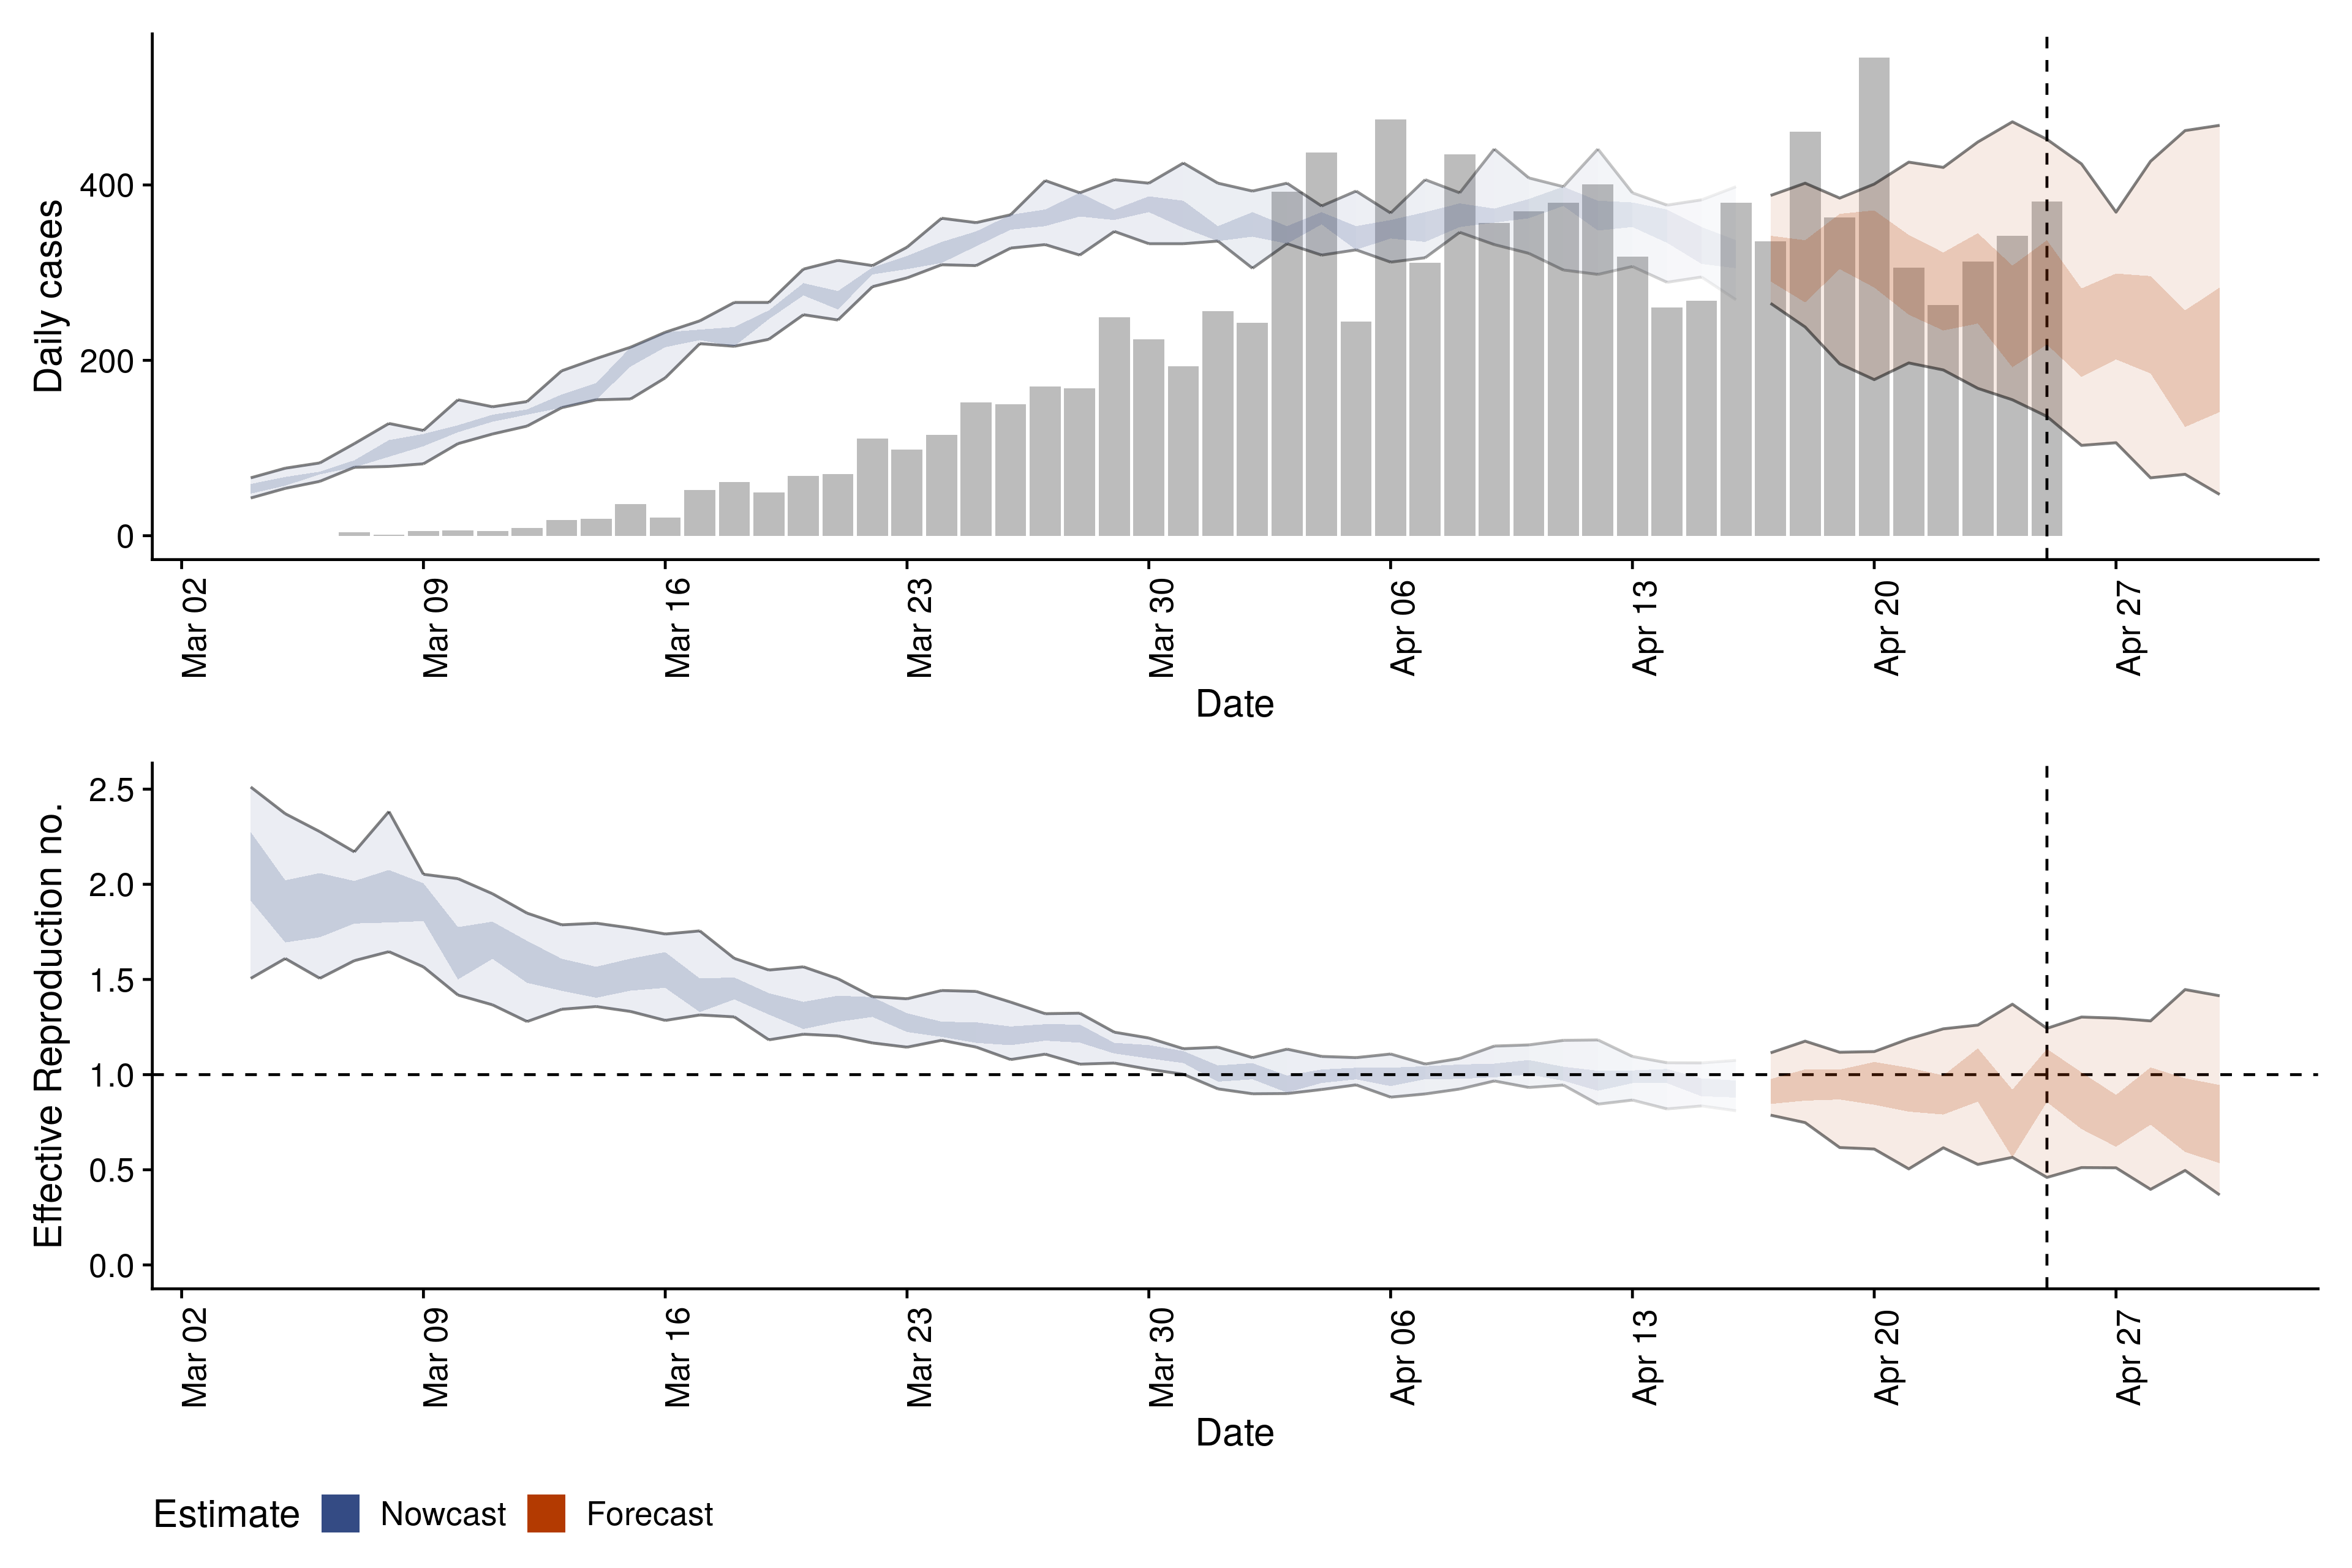 Daily cases
400
200
0
Mar 02
Mar 09
Mar 16
Mar 23
Mar 30
Apr 06
Apr 13
Apr 20
Apr 27
Date
Effective Reproduction no.
2.5
2.0
1.5
1.0
0.5
0.0
Mar 02
Mar 09
Mar 16
Mar 23
Mar 30
Apr 06
Apr 13
Apr 20
Apr 27
Date
Estimate Nowcast Forecast